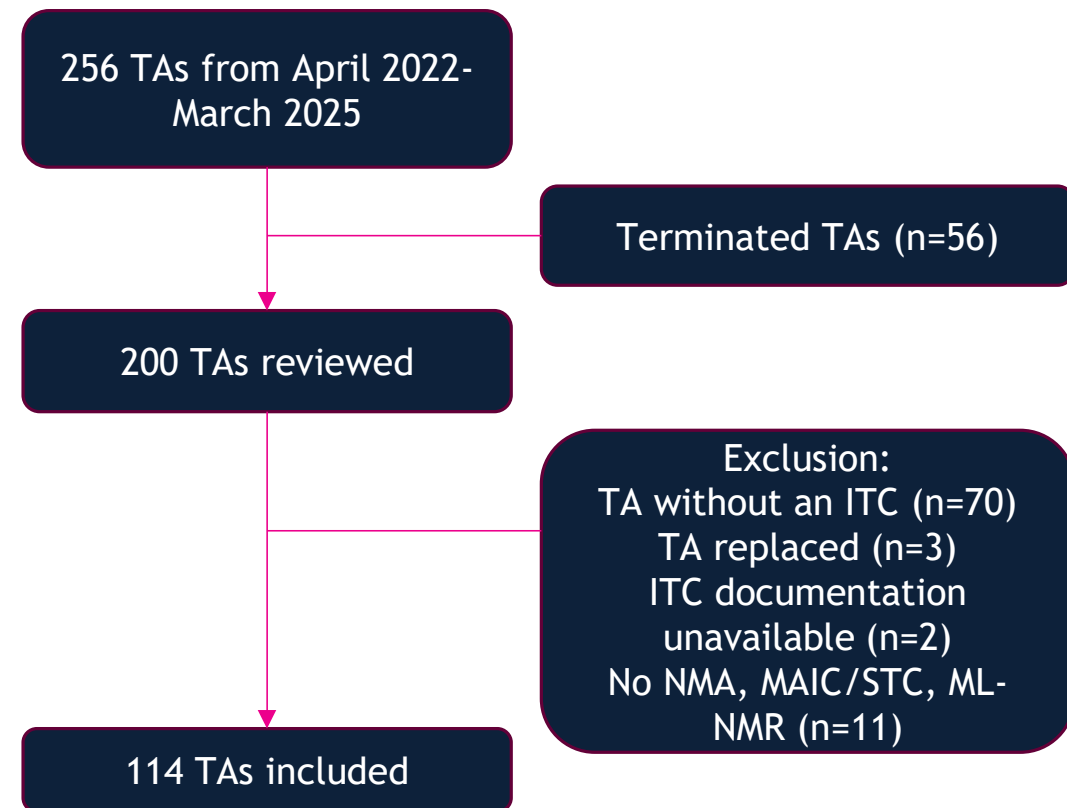 256 TAs from April 2022-
March 2025
Terminated TAs (n=56)
200 TAs reviewed
Exclusion:
TA without an ITC (n=70)
TA replaced (n=3)
ITC documentation
unavailable (n=2)
No NMA, MAIC/STC, ML-
NMR (n=11)
114 TAs included